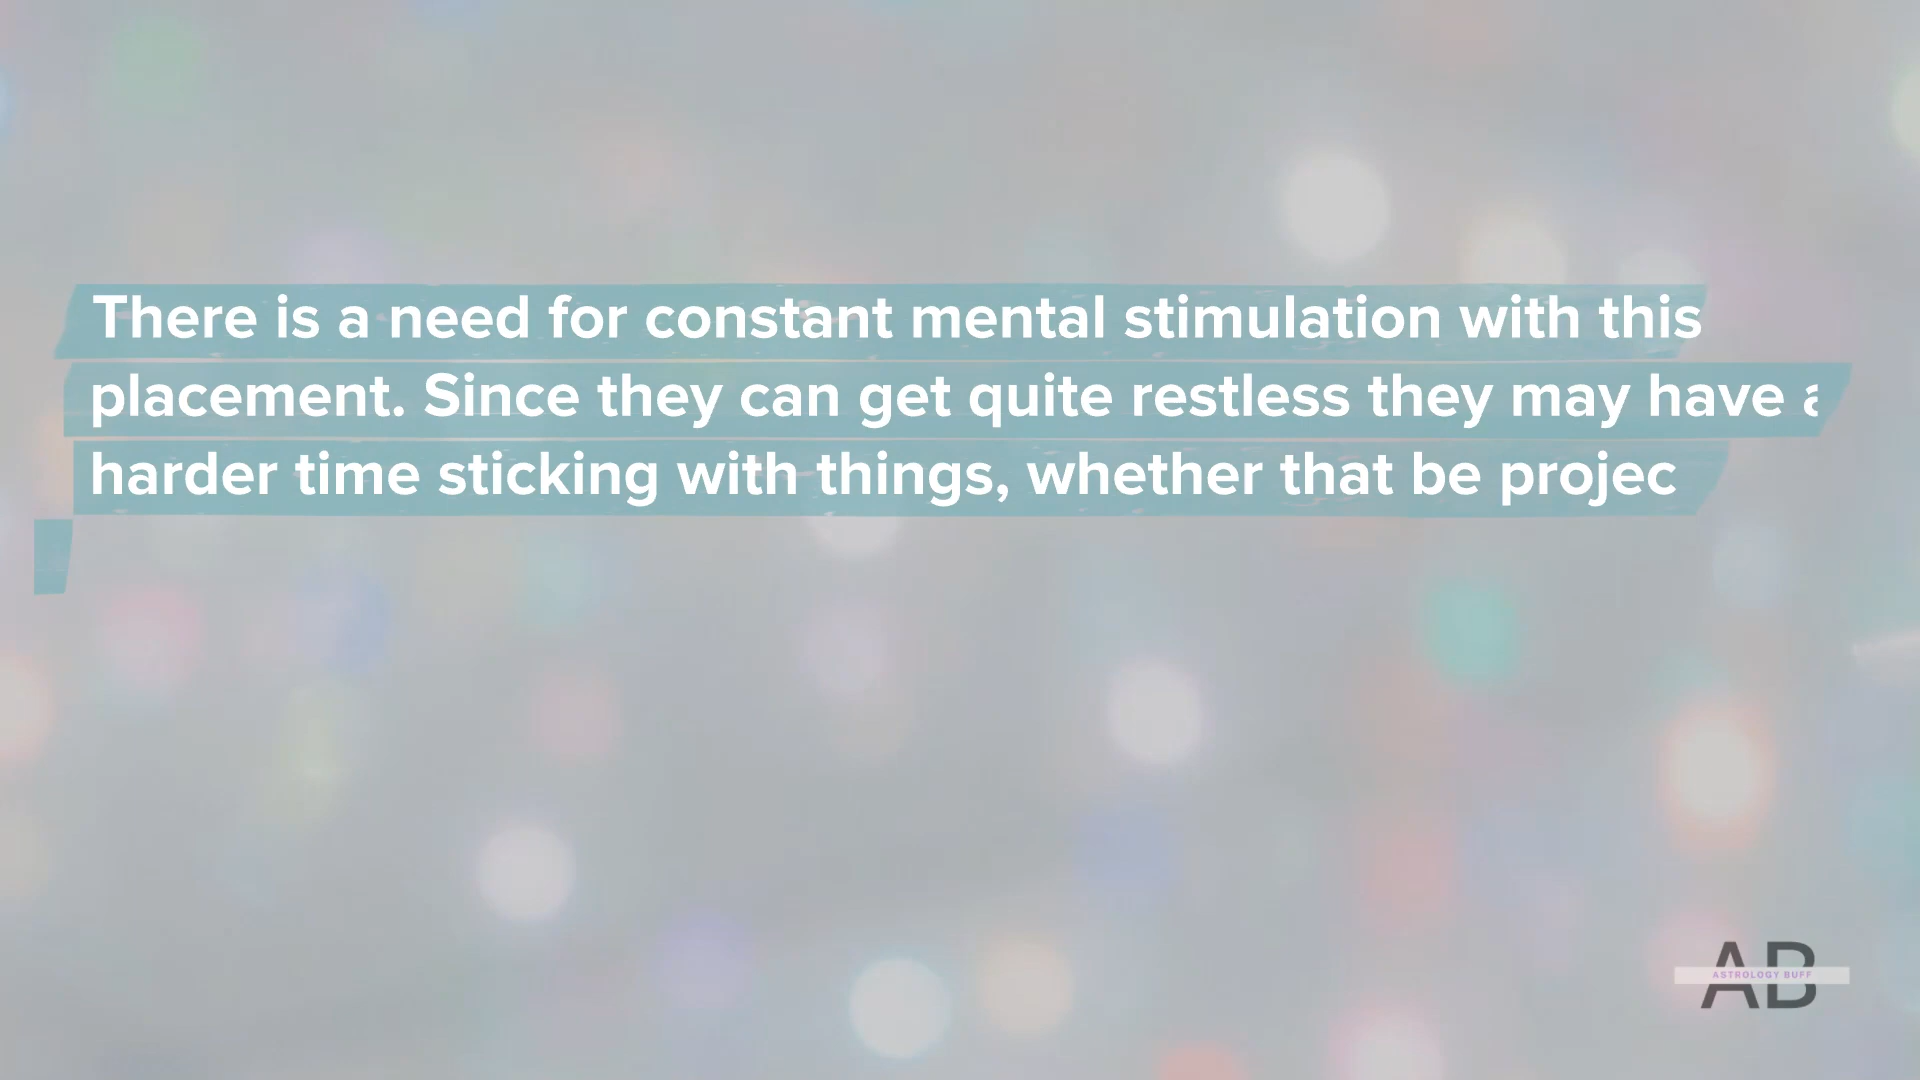 There is a need for constant mental stimulation with this
placement. Since they can get quite restless they may have a
harder time sticking with things, whether that be projec
AB
ASTROLOGY BUFF